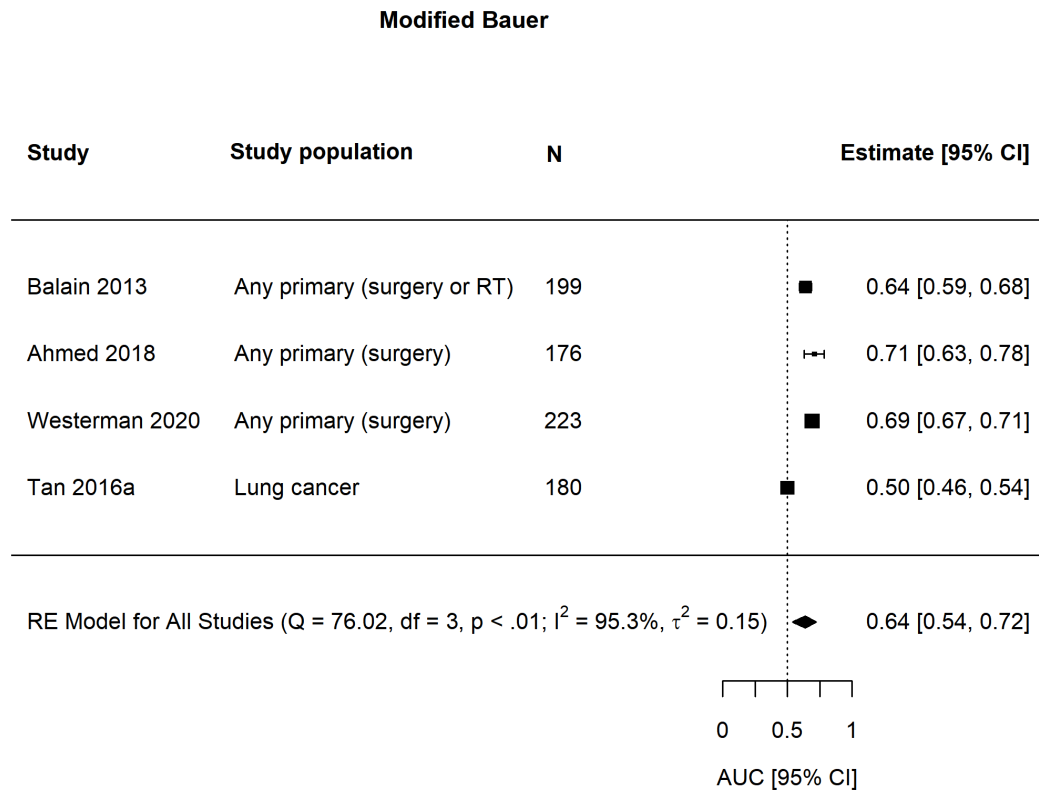 Modified Bauer
Study Study population N Estimate [95% CI]
Balain 2013 Any primary (surgery or RT) 199 0.64 [0.59, 0.68]
Ahmed 2018 Any primary (surgery) 176 0.71 [0.63, 0.78]
Westerman 2020 Any primary (surgery) 223 0.69 [0.67, 0.71]
Tan 2016a Lung cancer 180 0.50 [0.46, 0.54]
RE Model for All Studies (Q = 76.02, df = 3, p < .01; I² = 95.3%, τ² = 0.15) 0.64 [0.54, 0.72]
0 0.5 1
AUC [95% CI]